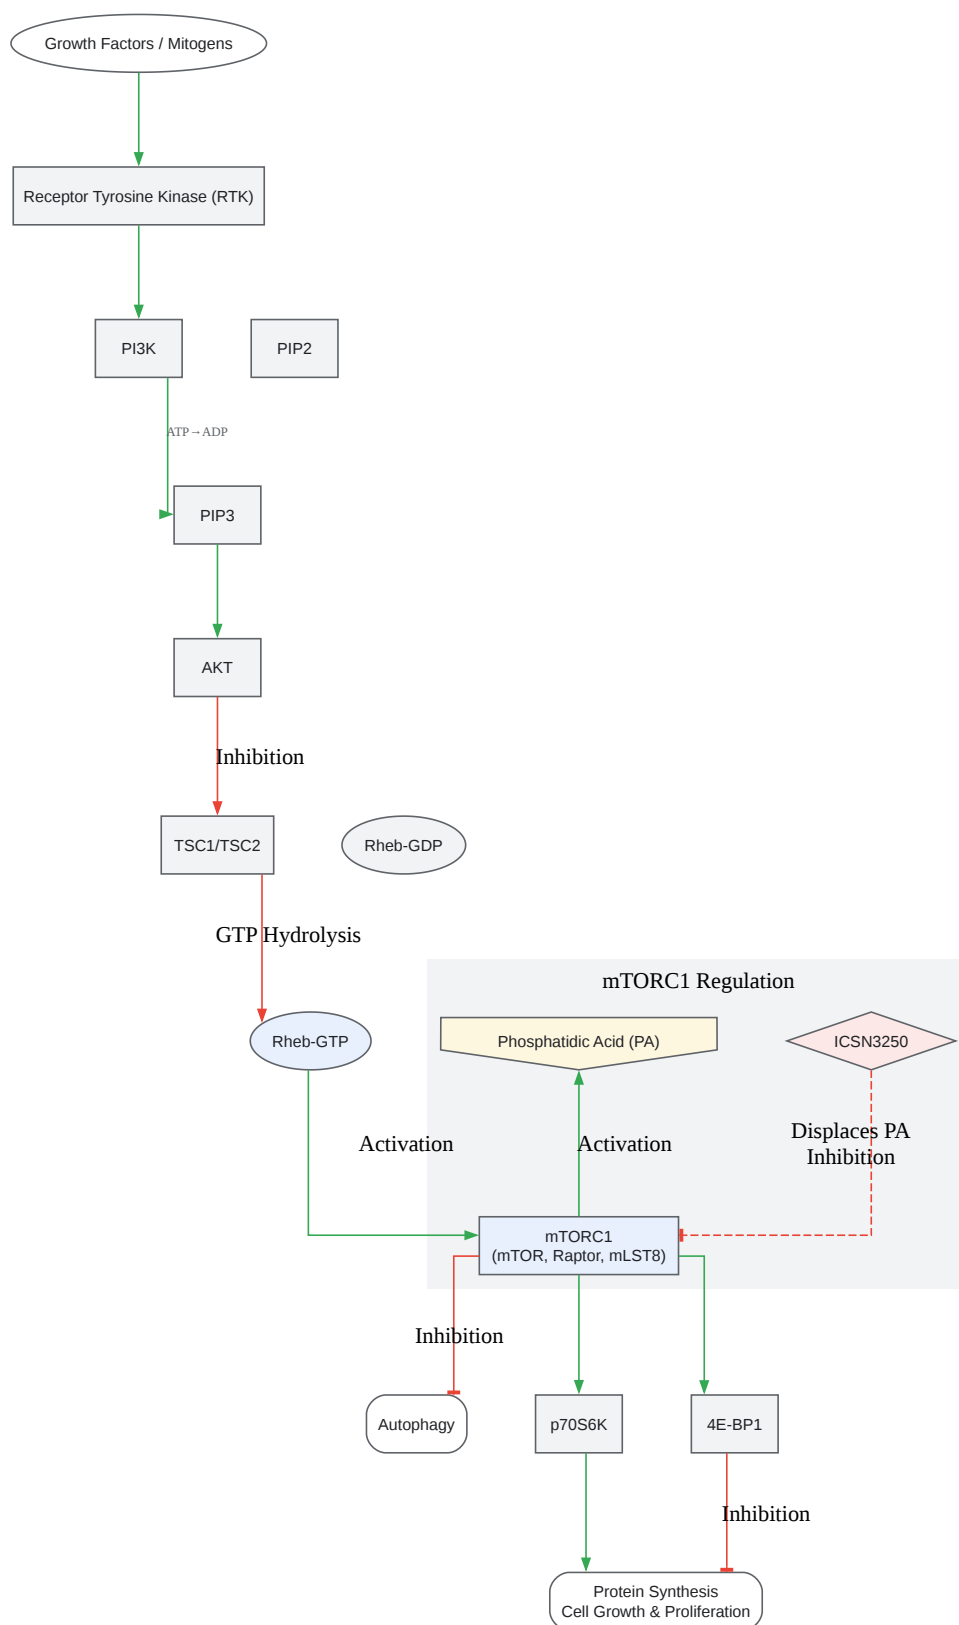 Growth Factors / Mitogens
Receptor Tyrosine Kinase (RTK)
PI3K
PIP2
ATP→ADP
PIP3
AKT
Inhibition
TSC1/TSC2
Rheb-GDP
GTP Hydrolysis
mTORC1 Regulation
Rheb-GTP
Phosphatidic Acid (PA)
ICSN3250
Activation
Activation
Displaces PA
Inhibition
mTORC1
(mTOR, Raptor, mLST8)
Inhibition
Autophagy
p70S6K
4E-BP1
Inhibition
Protein Synthesis
Cell Growth & Proliferation